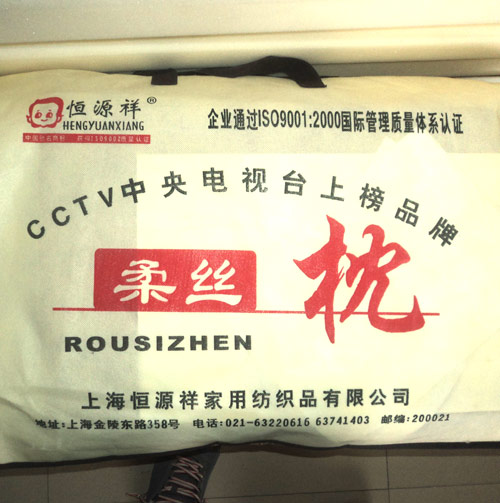 恒源祥®
HENGYUANXIANG
企业通过ISO9001:2000国际管理质量体系认证
CCTV中央电视台上榜品牌
柔丝枕
ROUSIZHEN
上海恒源祥家用纺织品有限公司
地址:上海金陵东路358号 电话:021-63220616 63741403 邮编:200021